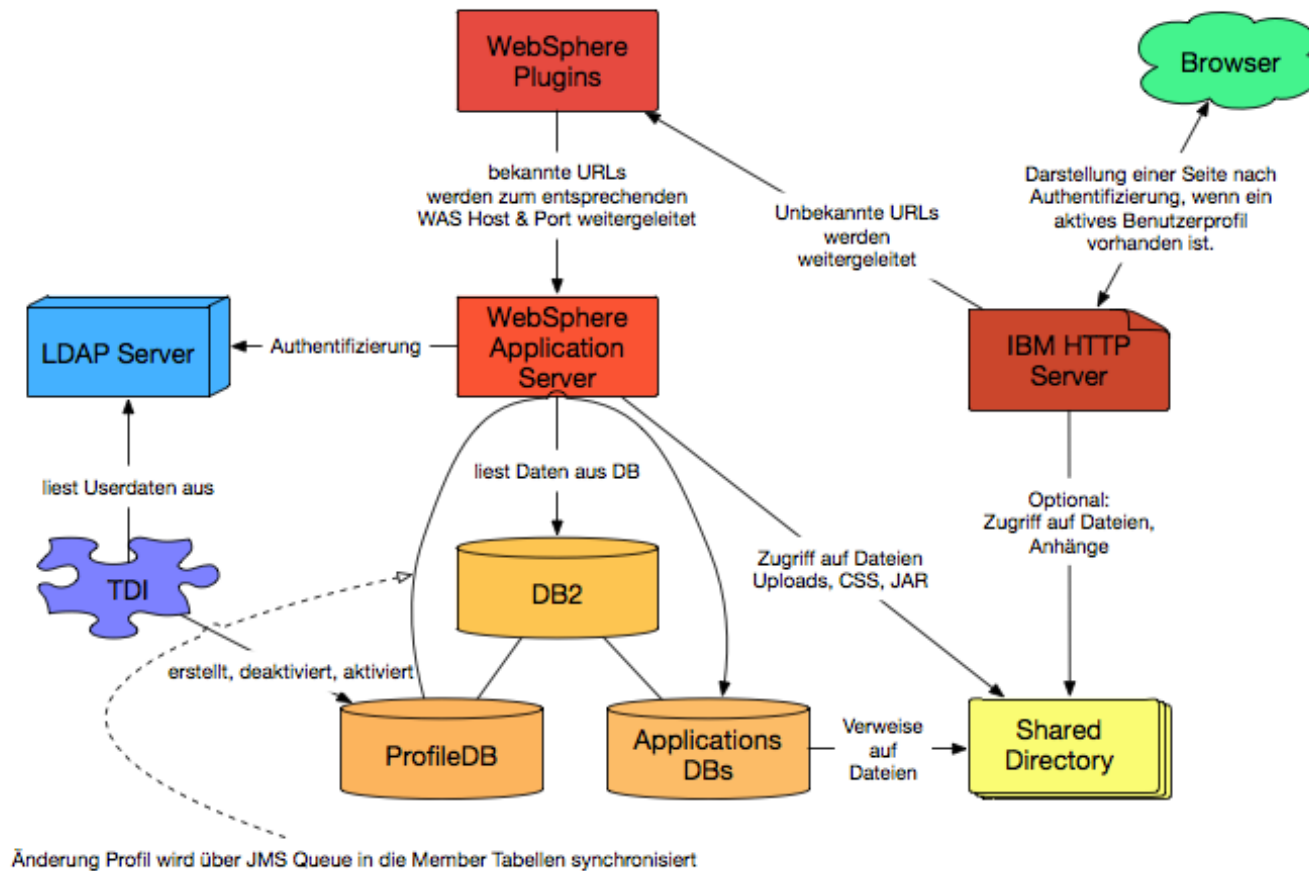 WebSphere
Plugins
Browser
bekannte URLs
werden zum entsprechenden
WAS Host & Port weitergeleitet
Unbekannte URLs
werden
weitergeleitet
Darstellung einer Seite nach
Authentifizierung, wenn ein
aktives Benutzerprofil
vorhanden ist.
LDAP Server
Authentifizierung
WebSphere
Application
Server
IBM HTTP
Server
liest Userdaten aus
liest Daten aus DB
Optional:
Zugriff auf Dateien,
Anhänge
TDI
DB2
Zugriff auf Dateien
Uploads, CSS, JAR
erstellt, deaktiviert, aktiviert
ProfileDB
Applications
DBs
Verweise
auf
Dateien
Shared
Directory
Änderung Profil wird über JMS Queue in die Member Tabellen synchronisiert